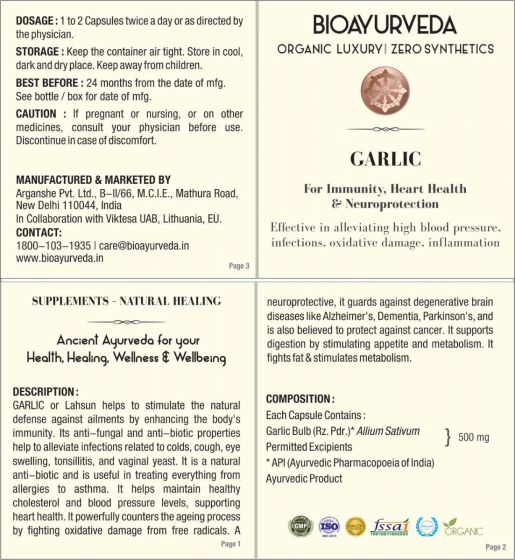 DOSAGE : 1 to 2 Capsules twice a day or as directed by
the physician.
STORAGE : Keep the container air tight. Store in cool,
dark and dry place. Keep away from children.
BEST BEFORE : 24 months from the date of mfg.
See bottle / box for date of mfg.
CAUTION : If pregnant or nursing, or on other
medicines, consult your physician before use.
Discontinue in case of discomfort.
MANUFACTURED & MARKETED BY
Arganshe Pvt. Ltd., B–II/66, M.C.I.E., Mathura Road,
New Delhi 110044, India
In Collaboration with Viktesa UAB, Lithuania, EU.
CONTACT:
1800–103–1935 | care@bioayurveda.in
www.bioayurveda.in
Page 3
BIOAYURVEDA
ORGANIC LUXURY| ZERO SYNTHETICS
GARLIC
For Immunity, Heart Health
& Neuroprotection
Effective in alleviating high blood pressure,
infections, oxidative damage, inflammation
SUPPLEMENTS - NATURAL HEALING
Ancient Ayurveda for your
Health, Healing, Wellness & Wellbeing
DESCRIPTION :
GARLIC or Lahsun helps to stimulate the natural
defense against ailments by enhancing the body's
immunity. Its anti–fungal and anti–biotic properties
help to alleviate infections related to colds, cough, eye
swelling, tonsillitis, and vaginal yeast. It is a natural
anti–biotic and is useful in treating everything from
allergies to asthma. It helps maintain healthy
cholesterol and blood pressure levels, supporting
heart health. It powerfully counters the ageing process
by fighting oxidative damage from free radicals. A
Page 1
neuroprotective, it guards against degenerative brain
diseases like Alzheimer's, Dementia, Parkinson's, and
is also believed to protect against cancer. It supports
digestion by stimulating appetite and metabolism. It
fights fat & stimulates metabolism.
COMPOSITION :
Each Capsule Contains :
Garlic Bulb (Rz. Pdr.)* Allium Sativum
Permitted Excipients
} 500 mg
* API (Ayurvedic Pharmacopoeia of India)
Ayurvedic Product
GMP
ISO
fssai
ORGANIC
Page 2